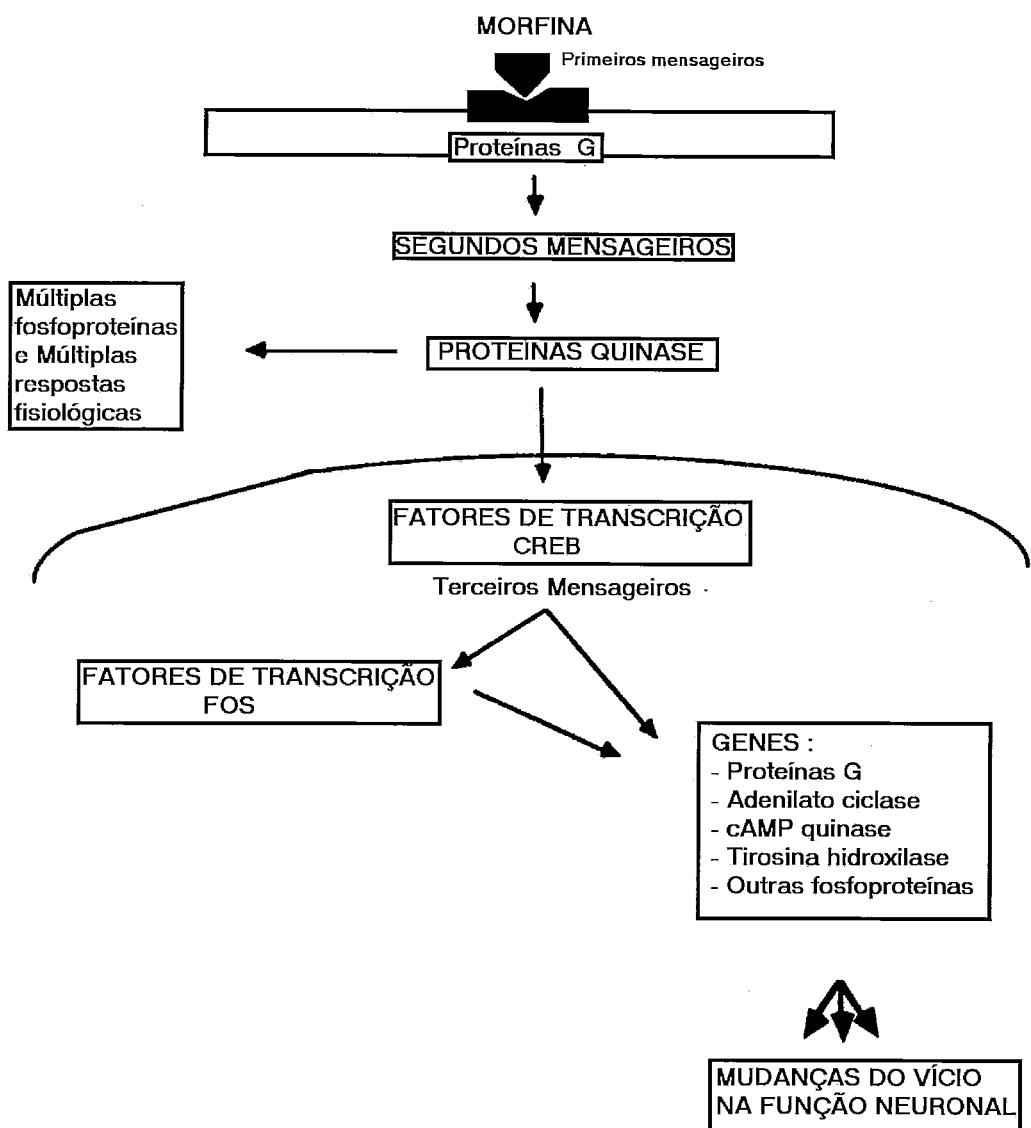 MORFINA
Primeiros mensageiros
Proteínas G
SEGUNDOS MENSAGEIROS
Múltiplas
fosfoproteínas
e Múltiplas
respostas
fisiológicas
PROTEÍNAS QUINASE
FATORES DE TRANSCRIÇÃO
CREB
Terceiros Mensageiros
FATORES DE TRANSCRIÇÃO
FOS
GENES :
- Proteínas G
- Adenilato ciclase
- cAMP quinase
- Tirosina hidroxilase
- Outras fosfoproteínas
MUDANÇAS DO VÍCIO
NA FUNÇÃO NEURONAL